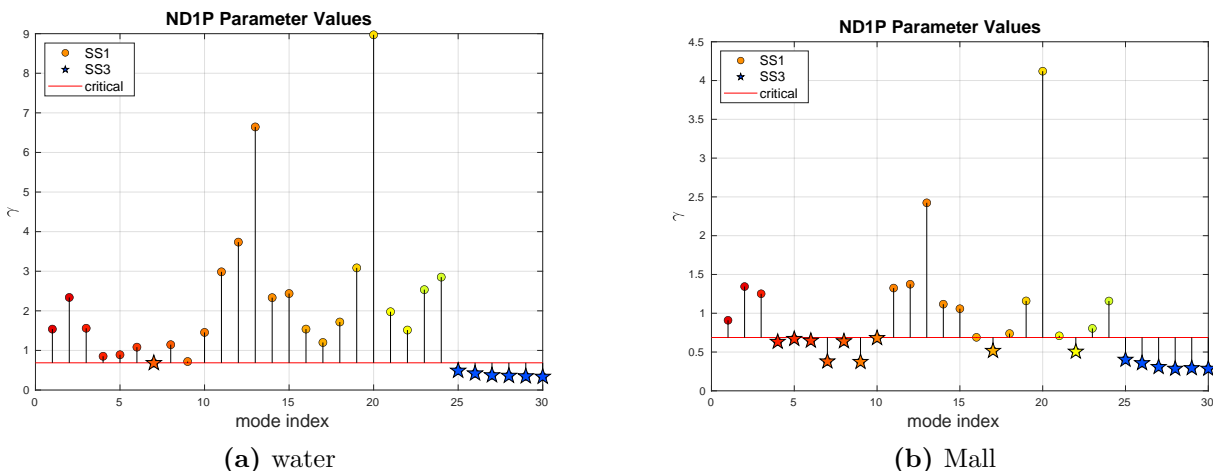 ND1P Parameter Values
9
8
7
6
5
4
3
2
1
0
γ
SS1
SS3
critical
0 5 10 15 20 25 30
mode index
(a) water
ND1P Parameter Values
4.5
4
3.5
3
2.5
2
1.5
1
0.5
0
γ
SS1
SS3
critical
0 5 10 15 20 25 30
mode index
(b) Mall